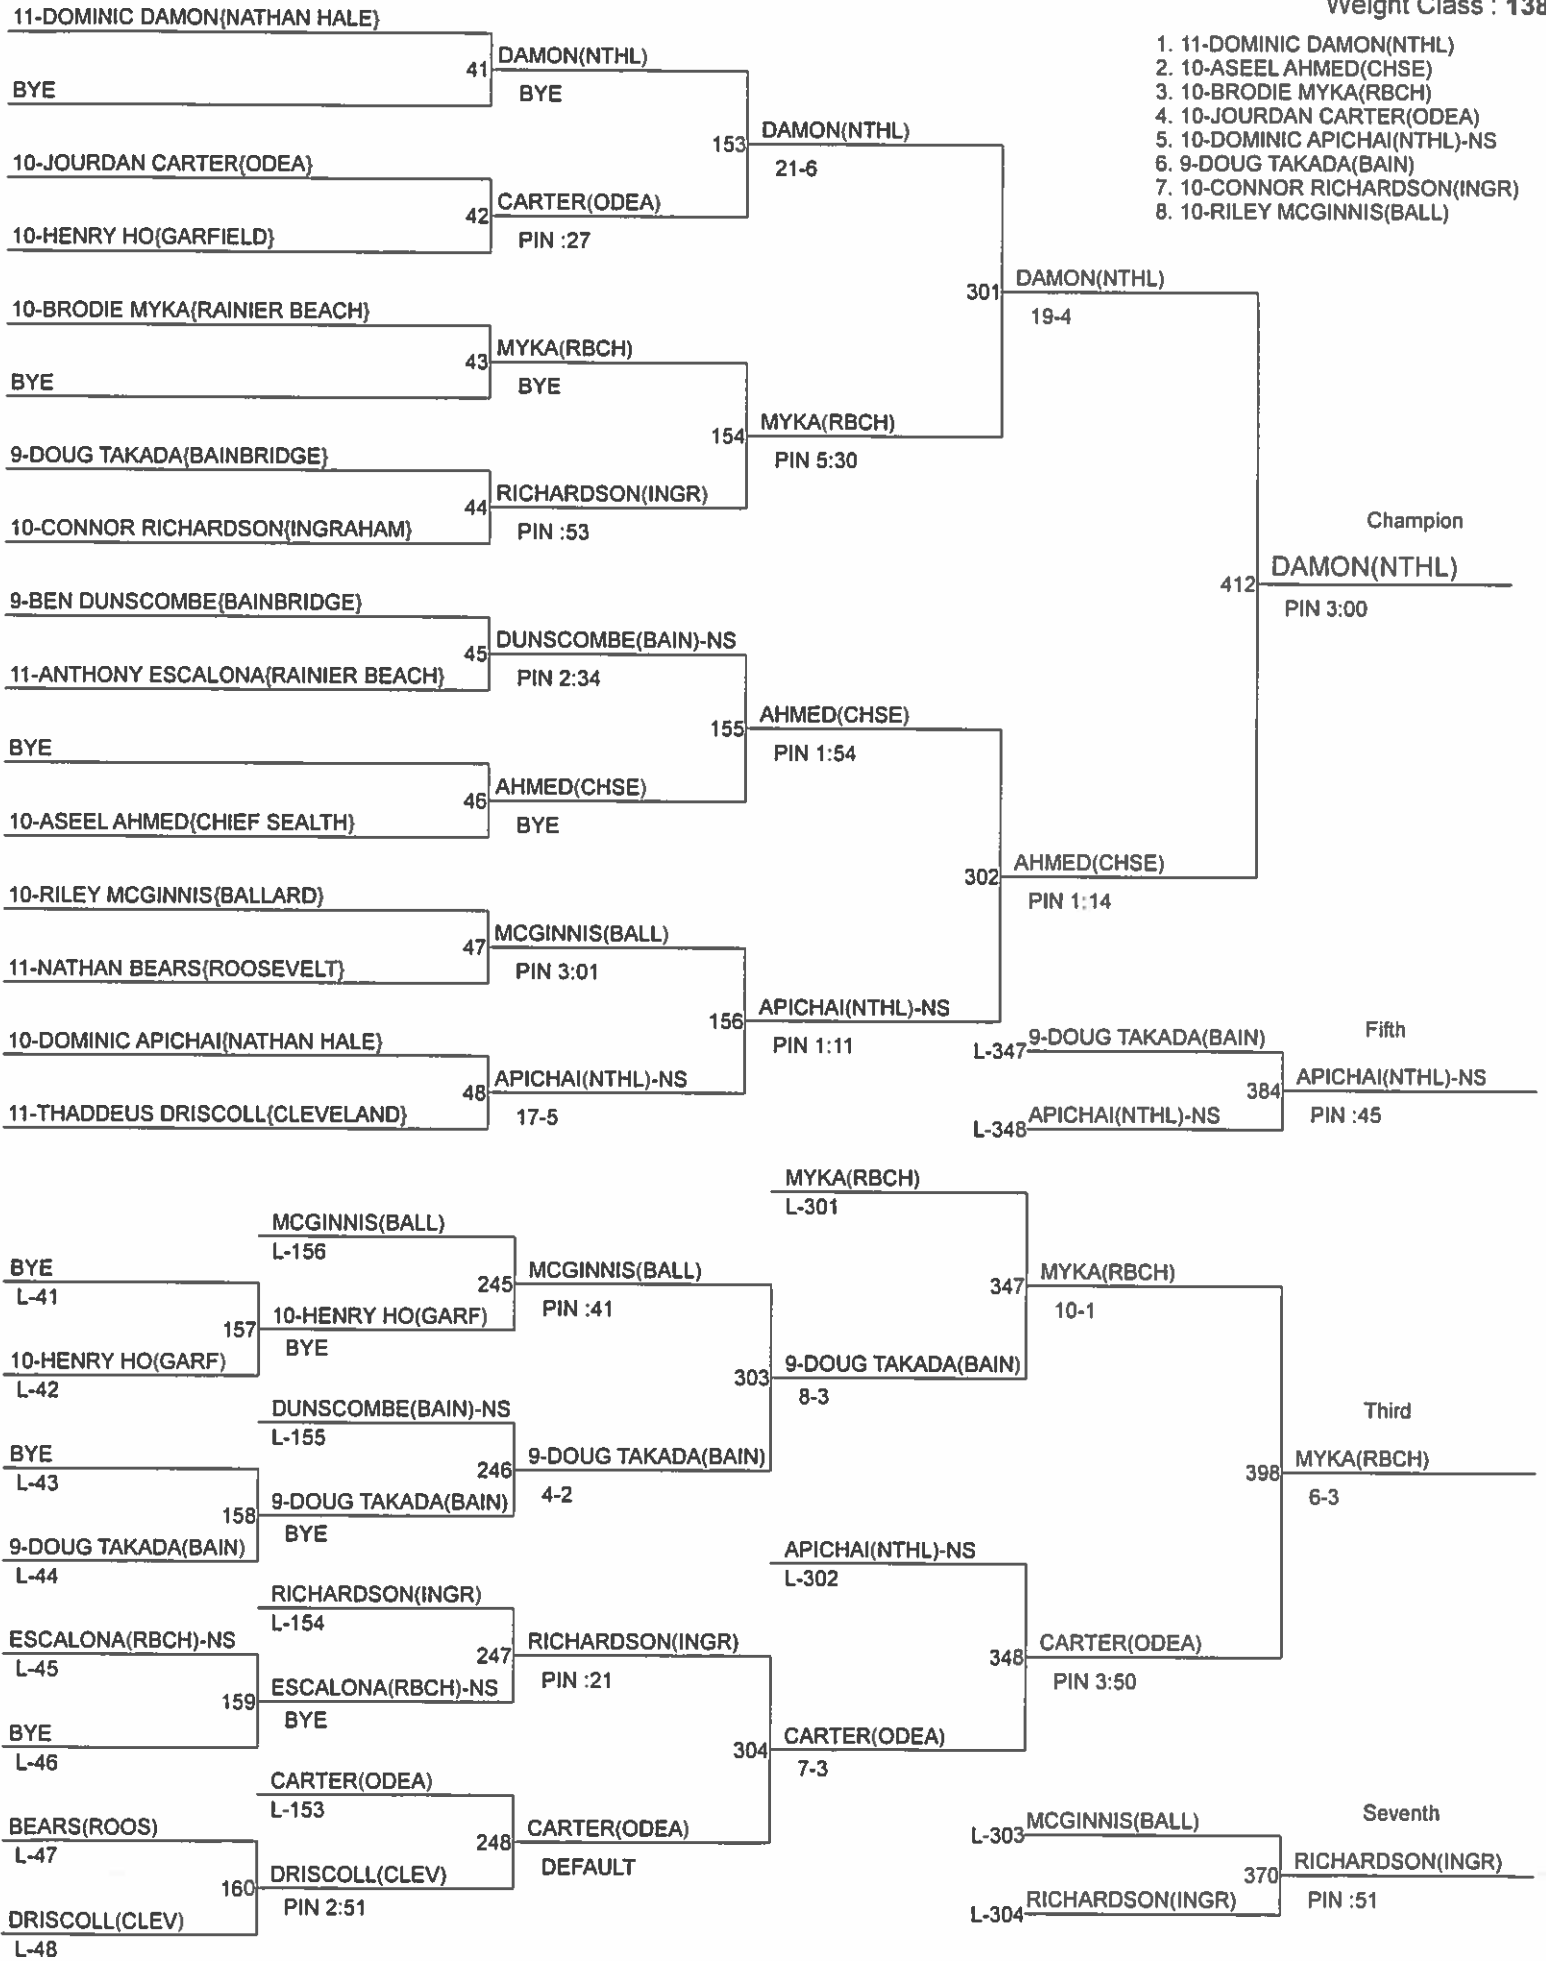 Weight Class : 138
1. 11-DOMINIC DAMON(NTHL)
2. 10-ASEEL AHMED(CHSE)
3. 10-BRODIE MYKA(RBCH)
4. 10-JOURDAN CARTER(ODEA)
5. 10-DOMINIC APICHAI(NTHL)-NS
6. 9-DOUG TAKADA(BAIN)
7. 10-CONNOR RICHARDSON(INGR)
8. 10-RILEY MCGINNIS(BALL)
11-DOMINIC DAMON{NATHAN HALE}
41 DAMON(NTHL)
BYE
BYE
153 DAMON(NTHL)
21-6
10-JOURDAN CARTER{ODEA}
42 CARTER(ODEA)
10-HENRY HO{GARFIELD}
PIN :27
301 DAMON(NTHL)
19-4
10-BRODIE MYKA{RAINIER BEACH}
43 MYKA(RBCH)
BYE
BYE
154 MYKA(RBCH)
PIN 5:30
9-DOUG TAKADA{BAINBRIDGE}
44 RICHARDSON(INGR)
10-CONNOR RICHARDSON{INGRAHAM}
PIN :53
Champion
412 DAMON(NTHL)
PIN 3:00
9-BEN DUNSCOMBE{BAINBRIDGE}
45 DUNSCOMBE(BAIN)-NS
11-ANTHONY ESCALONA{RAINIER BEACH}
PIN 2:34
155 AHMED(CHSE)
PIN 1:54
BYE
46 AHMED(CHSE)
10-ASEEL AHMED{CHIEF SEALTH}
BYE
302 AHMED(CHSE)
PIN 1:14
10-RILEY MCGINNIS{BALLARD}
47 MCGINNIS(BALL)
11-NATHAN BEARS{ROOSEVELT}
PIN 3:01
156 APICHAI(NTHL)-NS
PIN 1:11
10-DOMINIC APICHAI{NATHAN HALE}
48 APICHAI(NTHL)-NS
11-THADDEUS DRISCOLL{CLEVELAND}
17-5
Fifth
L-347 9-DOUG TAKADA(BAIN)
384 APICHAI(NTHL)-NS
L-348 APICHAI(NTHL)-NS
PIN :45
MYKA(RBCH)
L-301
MCGINNIS(BALL)
L-156
BYE
L-41
245 MCGINNIS(BALL)
PIN :41
347 MYKA(RBCH)
10-1
157 10-HENRY HO(GARF)
BYE
10-HENRY HO(GARF)
L-42
303 9-DOUG TAKADA(BAIN)
8-3
DUNSCOMBE(BAIN)-NS
L-155
BYE
L-43
246 9-DOUG TAKADA(BAIN)
4-2
158 9-DOUG TAKADA(BAIN)
BYE
9-DOUG TAKADA(BAIN)
L-44
Third
398 MYKA(RBCH)
6-3
APICHAI(NTHL)-NS
L-302
RICHARDSON(INGR)
L-154
ESCALONA(RBCH)-NS
L-45
247 RICHARDSON(INGR)
PIN :21
348 CARTER(ODEA)
PIN 3:50
159 ESCALONA(RBCH)-NS
BYE
BYE
L-46
304 CARTER(ODEA)
7-3
CARTER(ODEA)
L-153
BEARS(ROOS)
L-47
248 CARTER(ODEA)
DEFAULT
160 DRISCOLL(CLEV)
PIN 2:51
DRISCOLL(CLEV)
L-48
Seventh
L-303 MCGINNIS(BALL)
370 RICHARDSON(INGR)
L-304 RICHARDSON(INGR)
PIN :51